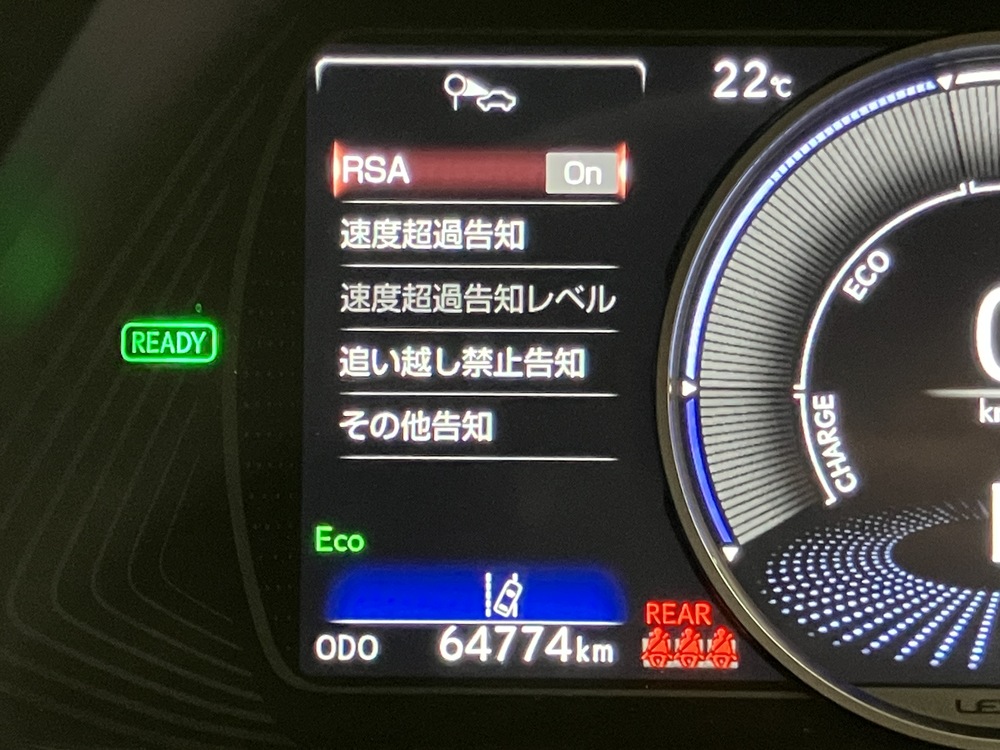 22℃
RSA On
速度超過告知
速度超過告知レベル
追い越し禁止告知
その他告知
READY
ECO
CHARGE
Eco
ODO 64774km
REAR